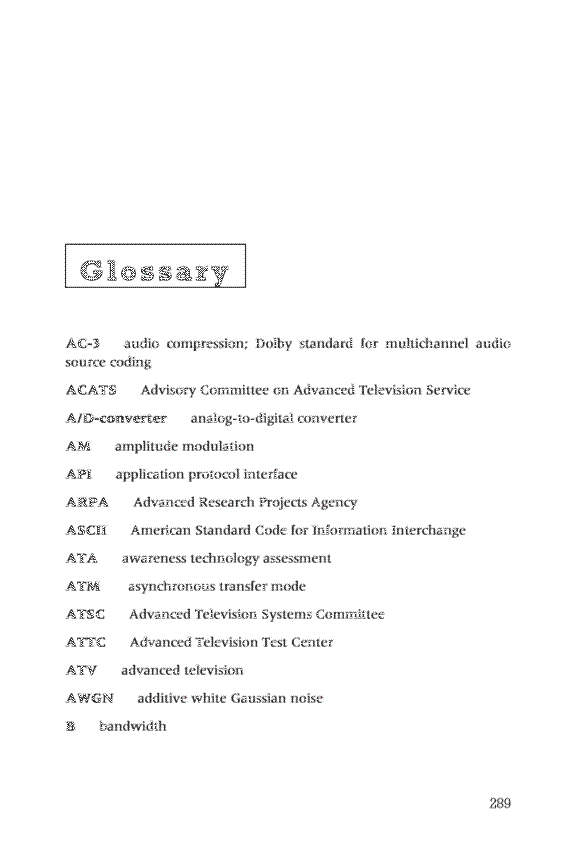 Glossary
AC-3 audio compression; Dolby standard for multichannel audio
source coding
ACATS Advisory Committee on Advanced Television Service
A/D-converter analog-to-digital converter
AM amplitude modulation
API application protocol interface
ARPA Advanced Research Projects Agency
ASCII American Standard Code for Information Interchange
ATA awareness technology assessment
ATM asynchronous transfer mode
ATSC Advanced Television Systems Committee
ATTC Advanced Television Test Center
ATV advanced television
AWGN additive white Gaussian noise
B bandwidth
289